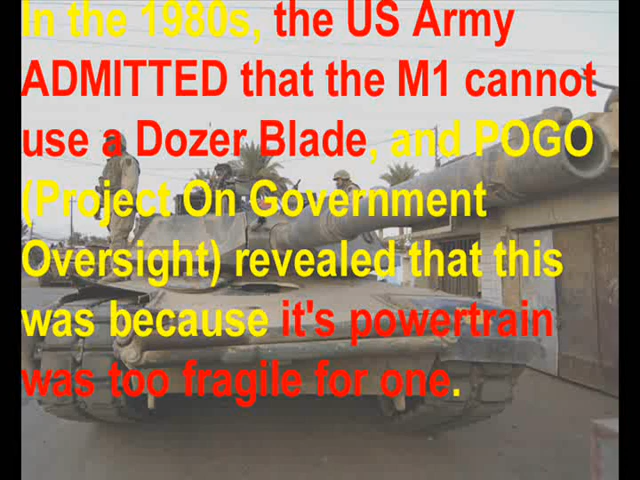 In the 1980s, the US Army
ADMITTED that the M1 cannot
use a Dozer Blade, and POGO
(Project On Government
Oversight) revealed that this
was because it's powertrain
was too fragile for one.